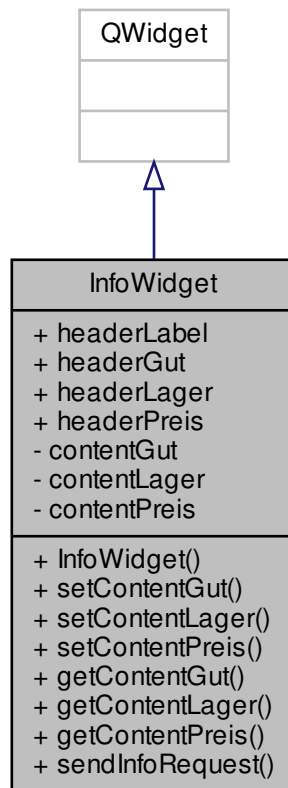 QWidget
InfoWidget
+ headerLabel
+ headerGut
+ headerLager
+ headerPreis
- contentGut
- contentLager
- contentPreis
+ InfoWidget()
+ setContentGut()
+ setContentLager()
+ setContentPreis()
+ getContentGut()
+ getContentLager()
+ getContentPreis()
+ sendInfoRequest()